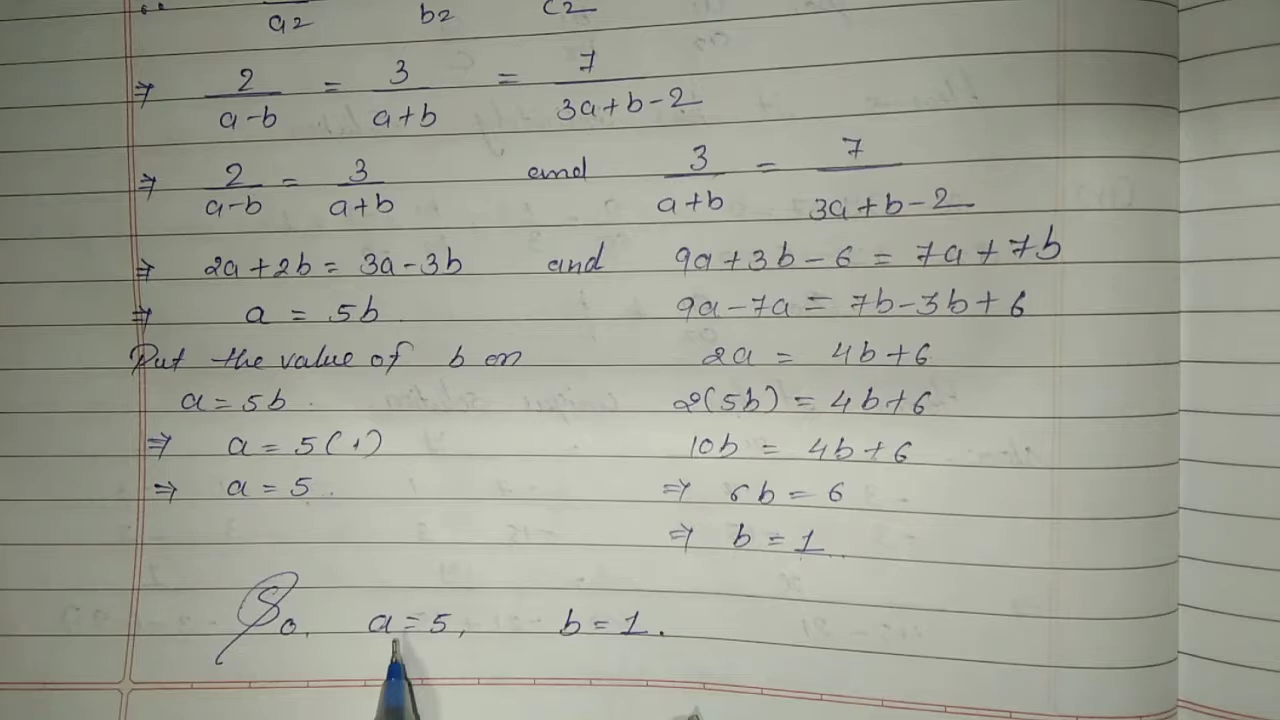 a2 b2 c2
⇒ 2/(a-b) = 3/(a+b) = 7/(3a+b-2)
⇒ 2/(a-b) = 3/(a+b) and 3/(a+b) = 7/(3a+b-2)
⇒ 2a+2b = 3a-3b and 9a+3b-6 = 7a+7b
⇒ a = 5b 9a-7a = 7b-3b+6
Put the value of b on 2a = 4b+6
a = 5b. 2(5b) = 4b+6
⇒ a = 5(1) 10b = 4b+6
⇒ a = 5. ⇒ 6b = 6
⇒ b = 1
So, a = 5, b = 1.